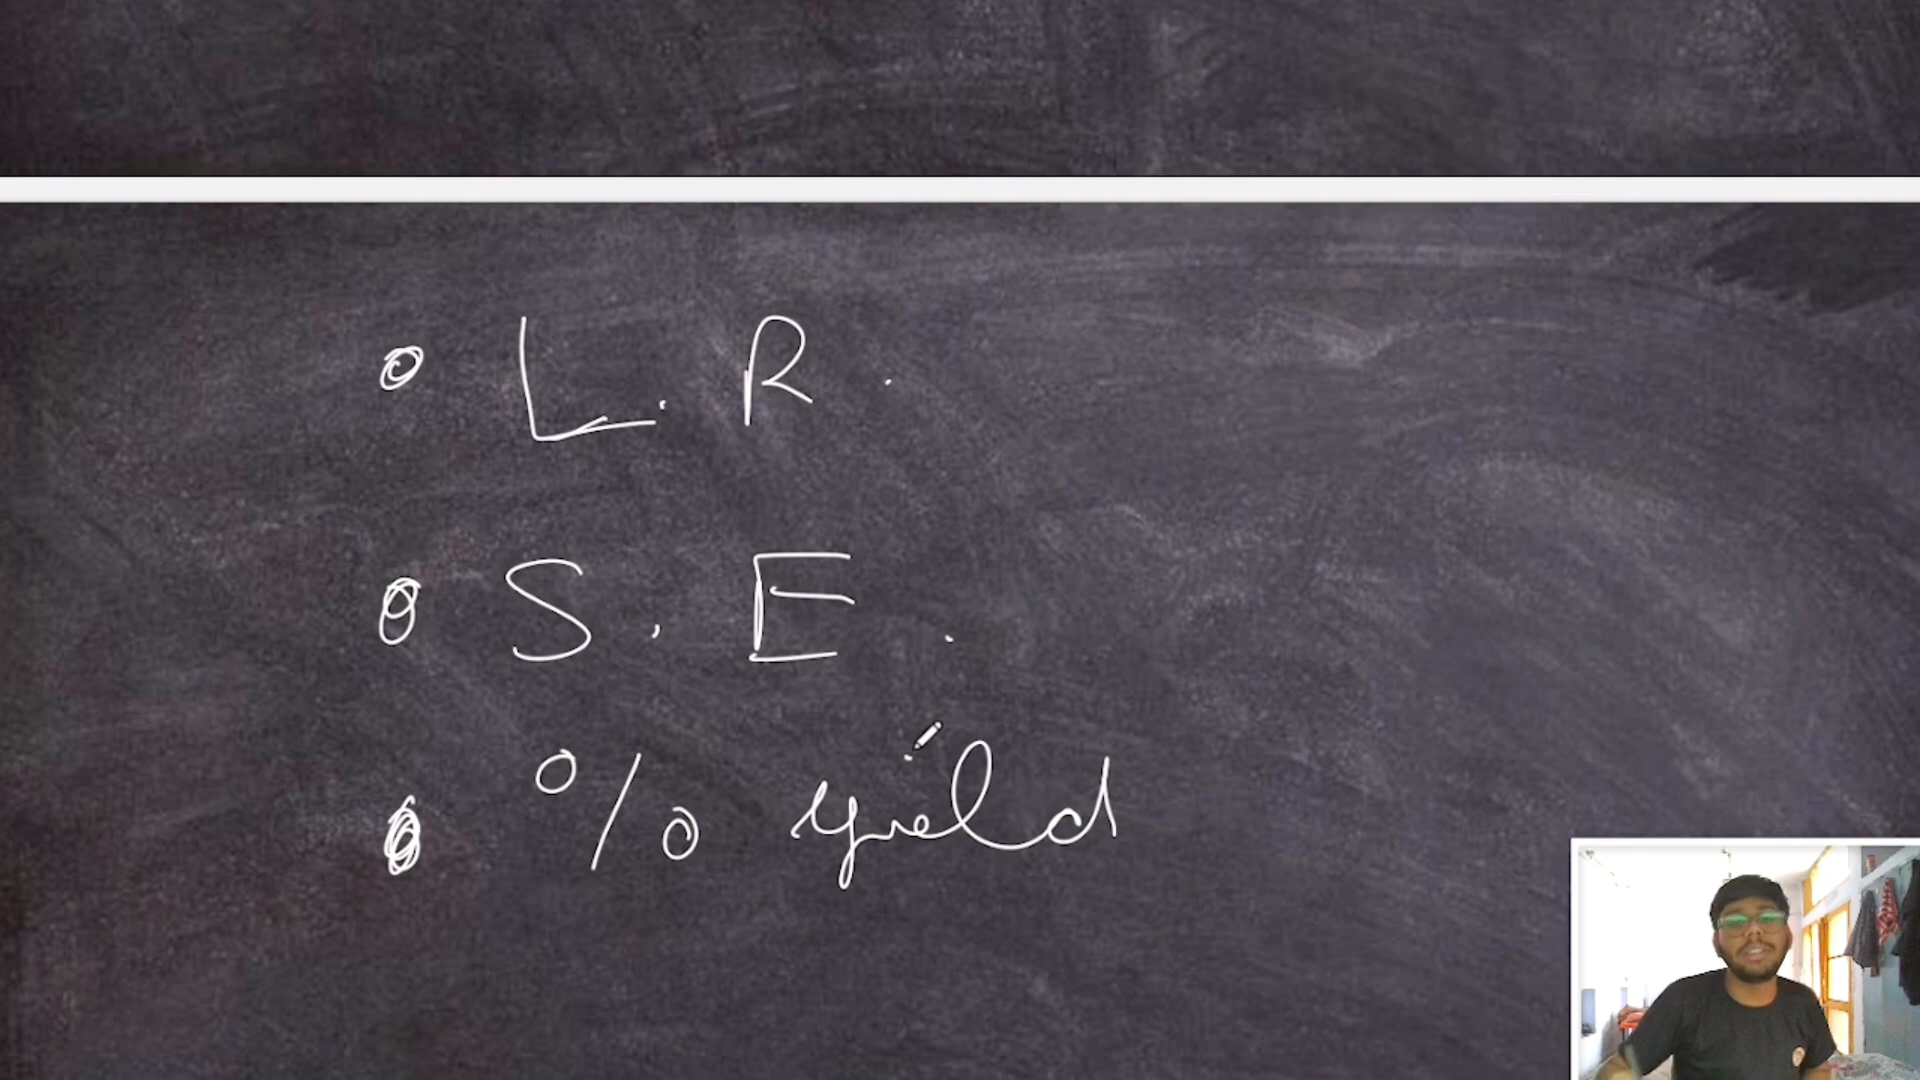 • L. R.
• S. E.
• % yield